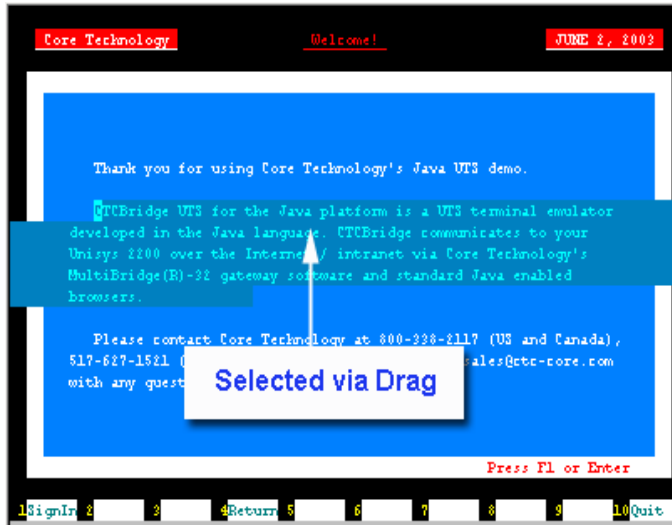 Core Technology Welcome! JUNE 2, 2003
Thank you for using Core Technology's Java UTS demo.
CTCBridge UTS for the Java platform is a UTS terminal emulator
developed in the Java language. CTCBridge communicates to your
Unisys 2200 over the Internet / intranet via Core Technology's
MultiBridge(R)-32 gateway software and standard Java enabled
browsers.
Please contact Core Technology at 800-338-2117 (US and Canada),
517-627-1521 ( sales@ctc-core.com
with any quest
Selected via Drag
Press F1 or Enter
1SignIn 2 3 4Return 5 6 7 8 9 10Quit